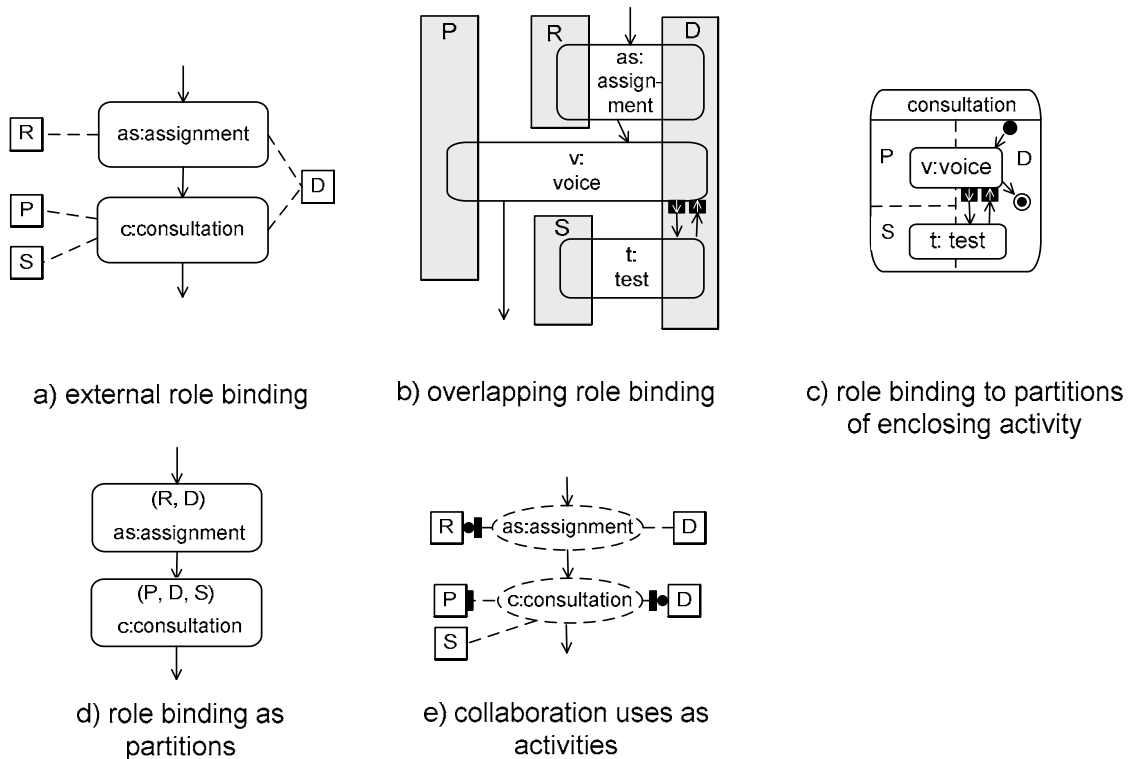 R
as:assignment
D
P
c:consultation
S
a) external role binding
P
R
D
as:
assign-
ment
v:
voice
S
t:
test
b) overlapping role binding
consultation
P
v:voice
D
S
t: test
c) role binding to partitions
of enclosing activity
(R, D)
as:assignment
(P, D, S)
c:consultation
d) role binding as
partitions
R
as:assignment
D
P
c:consultation
D
S
e) collaboration uses as
activities